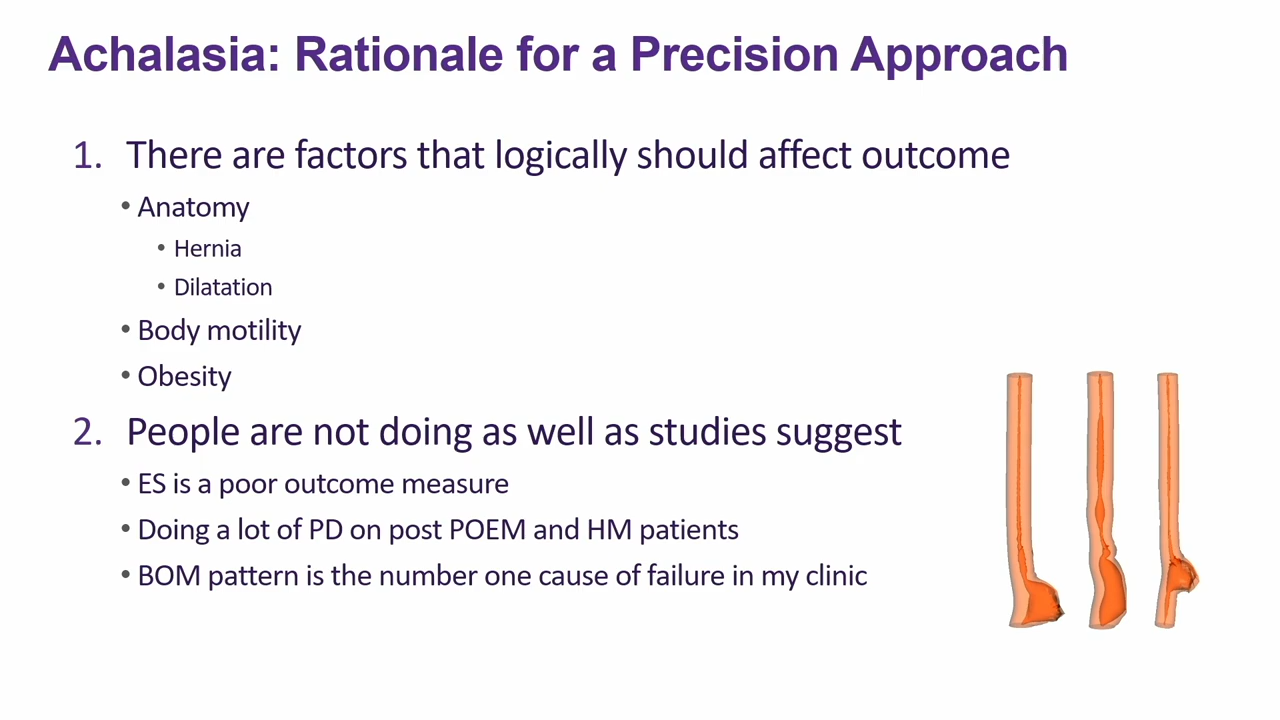 Achalasia: Rationale for a Precision Approach
1. There are factors that logically should affect outcome
• Anatomy
• Hernia
• Dilatation
• Body motility
• Obesity
2. People are not doing as well as studies suggest
• ES is a poor outcome measure
• Doing a lot of PD on post POEM and HM patients
• BOM pattern is the number one cause of failure in my clinic